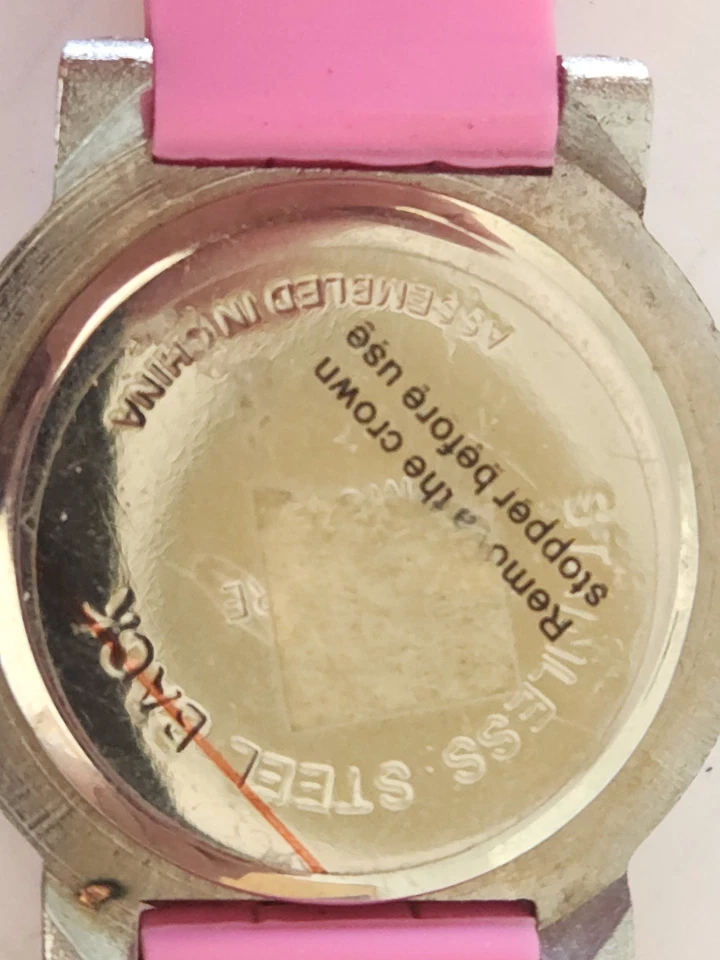 Remove the crown
stopper before use
STAINLESS STEEL BACK
ASSEMBLED IN CHINA